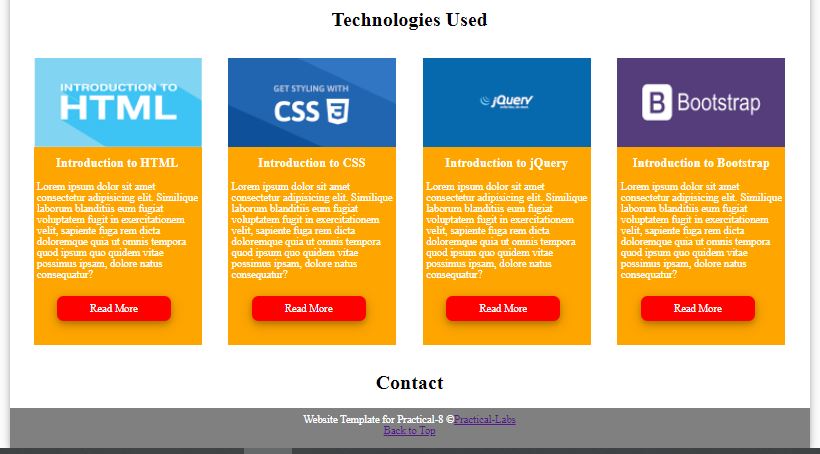 Technologies Used
INTRODUCTION TO
HTML
GET STYLING WITH
CSS 3
jQuery
B Bootstrap
Introduction to HTML
Lorem ipsum dolor sit amet
consectetur adipisicing elit. Similique
laborum blanditiis eum fugiat
voluptatem fugit in exercitationem
velit, sapiente fuga rem dicta
doloremque quia ut omnis tempora
quod ipsum quo quidem vitae
possimus ipsam, dolore natus
consequatur?
Read More
Introduction to CSS
Lorem ipsum dolor sit amet
consectetur adipisicing elit. Similique
laborum blanditiis eum fugiat
voluptatem fugit in exercitationem
velit, sapiente fuga rem dicta
doloremque quia ut omnis tempora
quod ipsum quo quidem vitae
possimus ipsam, dolore natus
consequatur?
Read More
Introduction to jQuery
Lorem ipsum dolor sit amet
consectetur adipisicing elit. Similique
laborum blanditiis eum fugiat
voluptatem fugit in exercitationem
velit, sapiente fuga rem dicta
doloremque quia ut omnis tempora
quod ipsum quo quidem vitae
possimus ipsam, dolore natus
consequatur?
Read More
Introduction to Bootstrap
Lorem ipsum dolor sit amet
consectetur adipisicing elit. Similique
laborum blanditiis eum fugiat
voluptatem fugit in exercitationem
velit, sapiente fuga rem dicta
doloremque quia ut omnis tempora
quod ipsum quo quidem vitae
possimus ipsam, dolore natus
consequatur?
Read More
Contact
Website Template for Practical-8 ©Practical-Labs
Back to Top